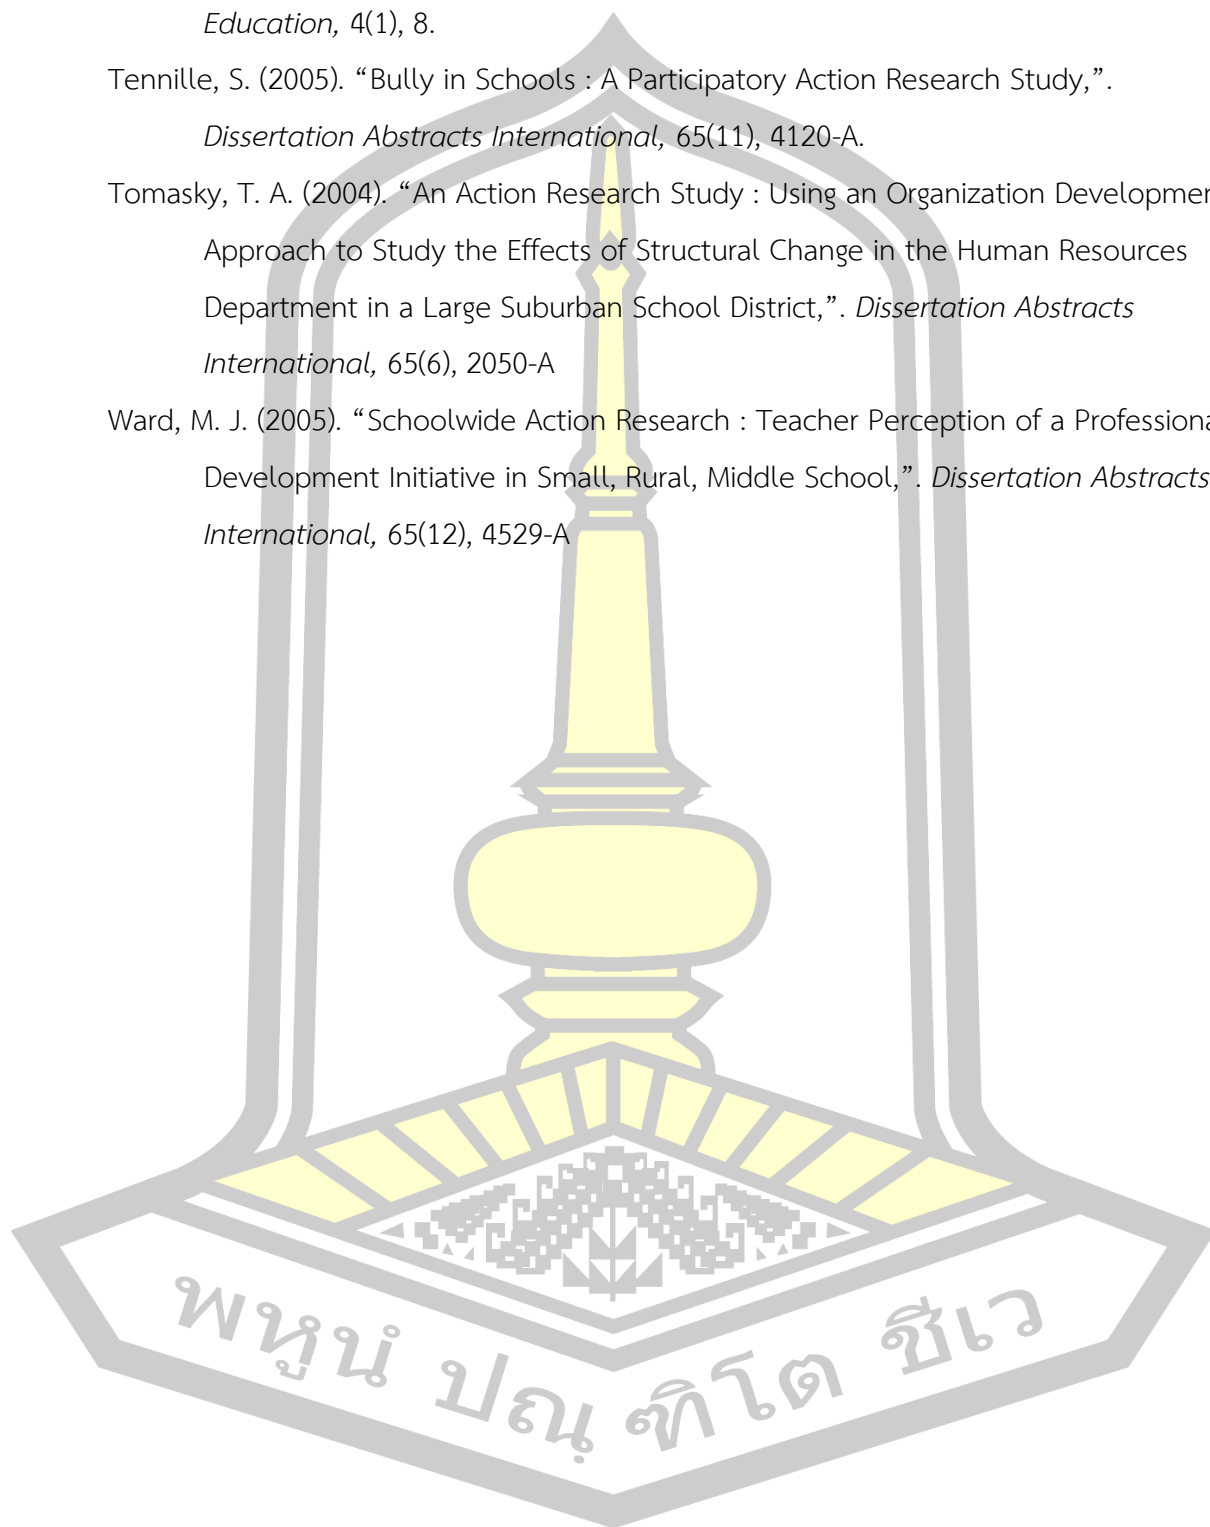 Education, 4(1), 8.
Tennille, S. (2005). “Bully in Schools : A Participatory Action Research Study,”.
Dissertation Abstracts International, 65(11), 4120-A.
Tomasky, T. A. (2004). “An Action Research Study : Using an Organization Developmen
Approach to Study the Effects of Structural Change in the Human Resources
Department in a Large Suburban School District,”. Dissertation Abstracts
International, 65(6), 2050-A
Ward, M. J. (2005). “Schoolwide Action Research : Teacher Perception of a Professiona
Development Initiative in Small, Rural, Middle School,”. Dissertation Abstracts
International, 65(12), 4529-A
พหูนํ ปณฺ ฑิโต ชีเว